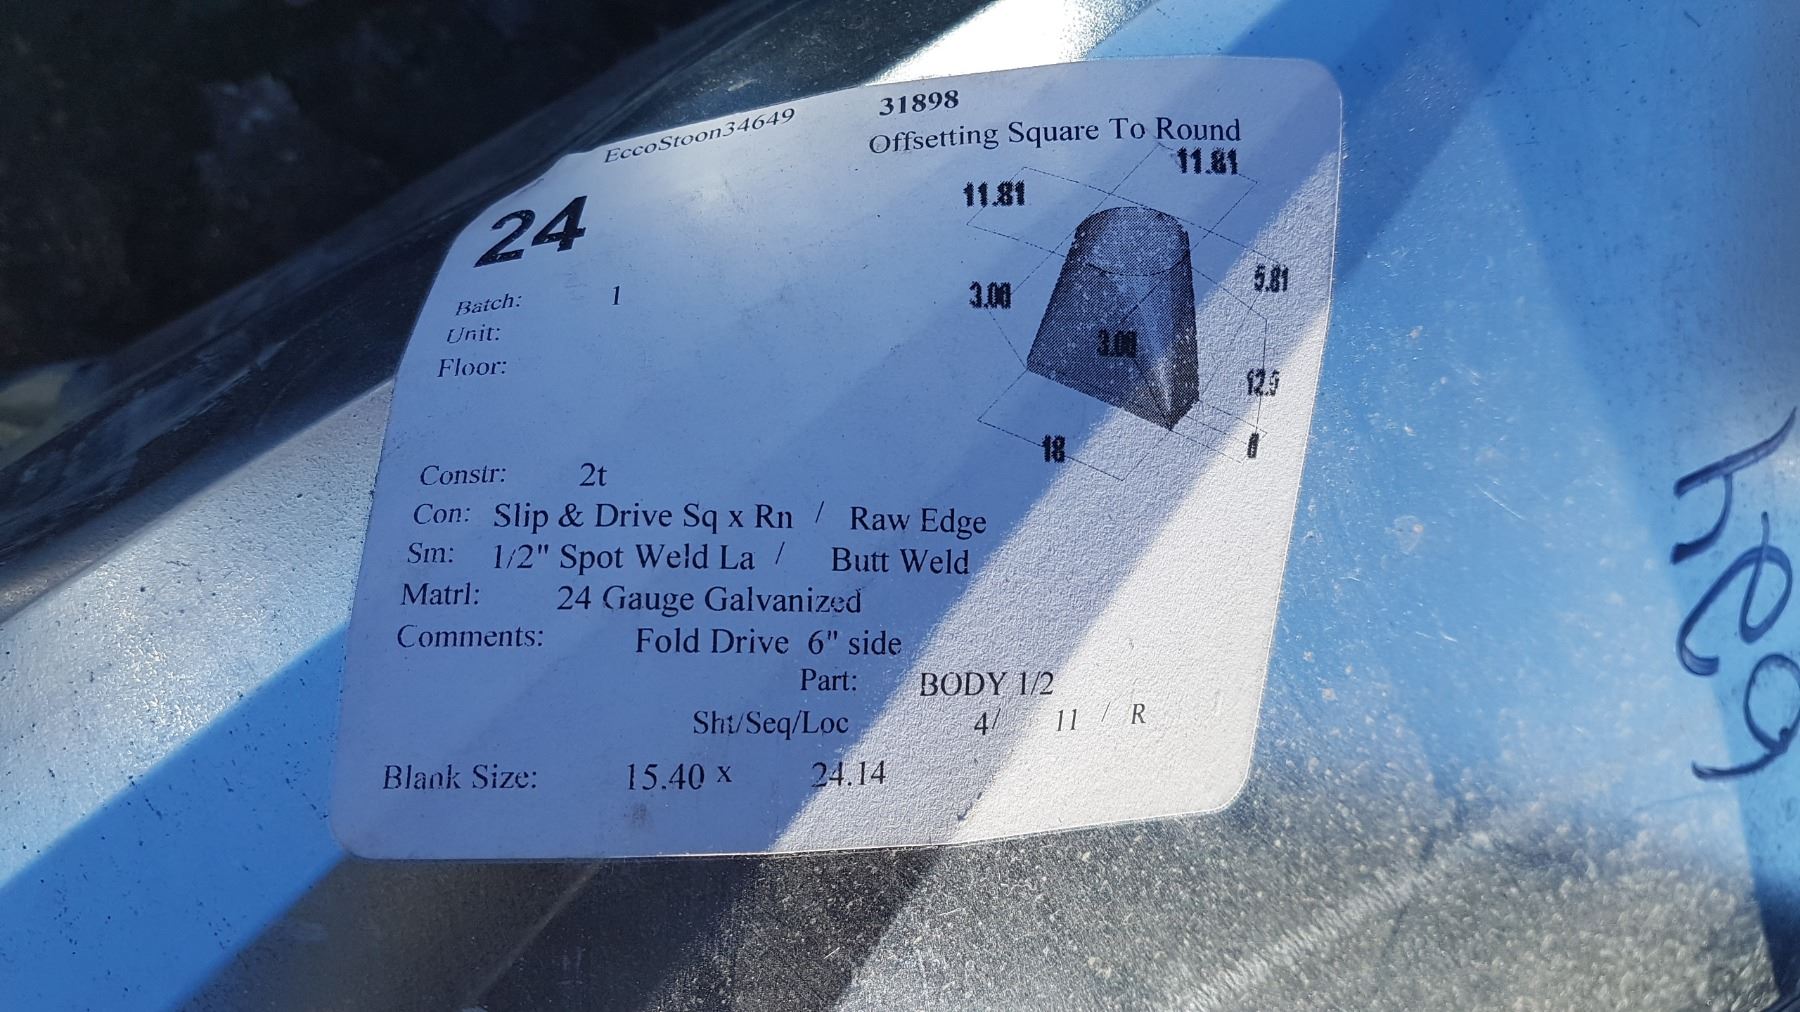 EccoStoon34649 31898
Offsetting Square To Round
24
11.81
11.81
Batch: 1
Unit:
Floor:
3.00
5.81
3.00
18
Constr: 2t
Con: Slip & Drive Sq x Rn / Raw Edge
Sm: 1/2" Spot Weld La / Butt Weld
Matrl: 24 Gauge Galvanized
Comments: Fold Drive 6" side
Part: BODY 1/2
Sht/Seq/Loc 4/ 11 / R
Blank Size: 15.40 x 24.14